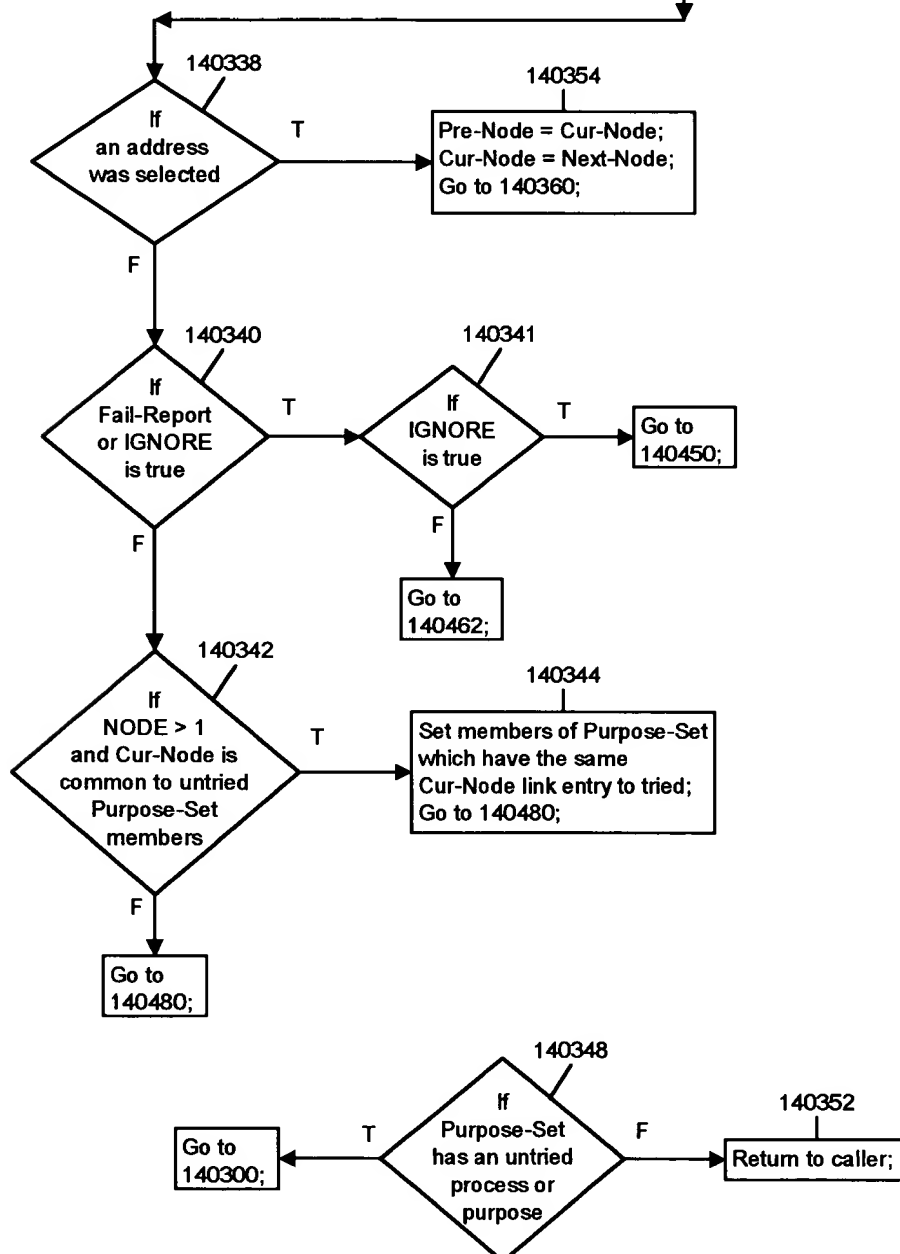 140338
If
an address
was selected
T
F
140354
Pre-Node = Cur-Node;
Cur-Node = Next-Node;
Go to 140360;
140340
If
Fail-Report
or IGNORE
is true
T
F
140341
If
IGNORE
is true
T
F
Go to
140450;
Go to
140462;
140342
If
NODE > 1
and Cur-Node is
common to untried
Purpose-Set
members
T
F
140344
Set members of Purpose-Set
which have the same
Cur-Node link entry to tried;
Go to 140480;
Go to
140480;
140348
If
Purpose-Set
has an untried
process or
purpose
T
F
Go to
140300;
140352
Return to caller;